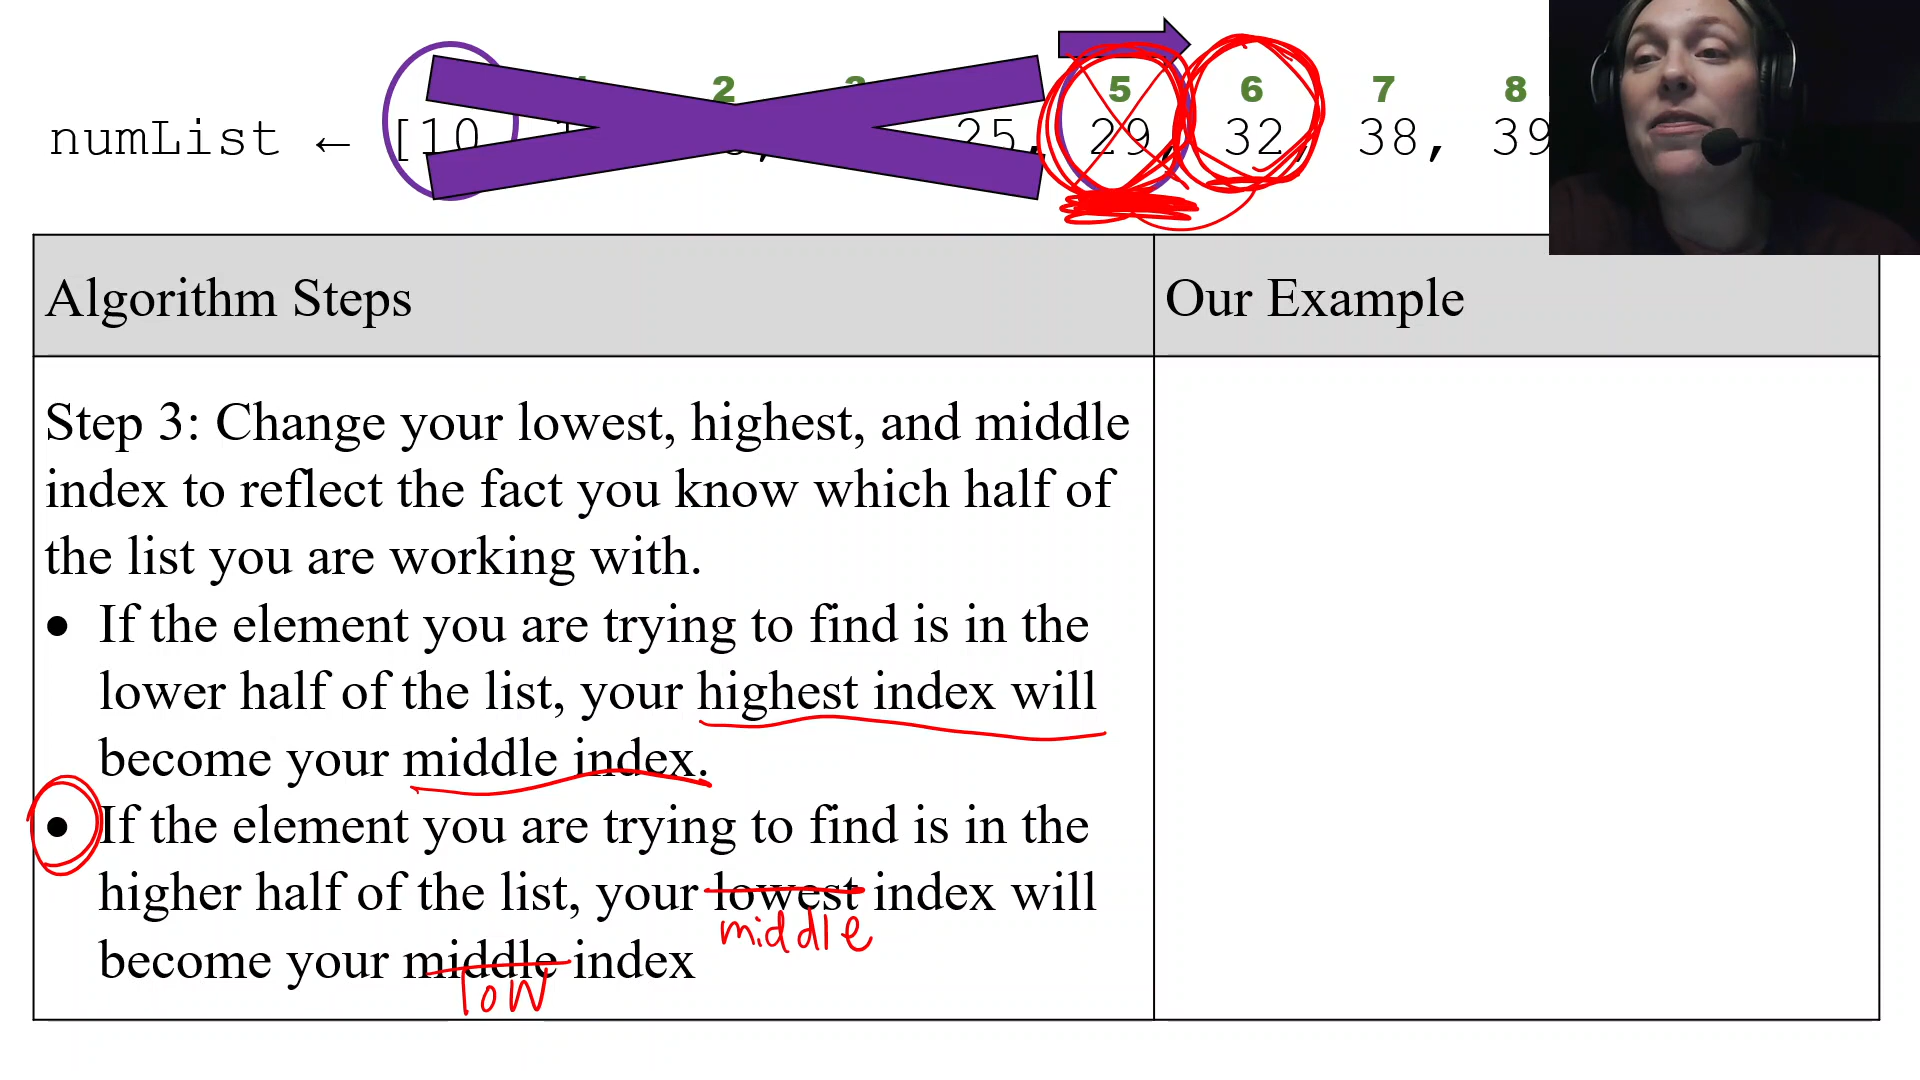 2 5 6 7 8
numList ← [10 25, 29, 32, 38, 39
Algorithm Steps
Our Example
Step 3: Change your lowest, highest, and middle
index to reflect the fact you know which half of
the list you are working with.
• If the element you are trying to find is in the
lower half of the list, your highest index will
become your middle index.
• If the element you are trying to find is in the
higher half of the list, your lowest index will
middle
become your middle index
low